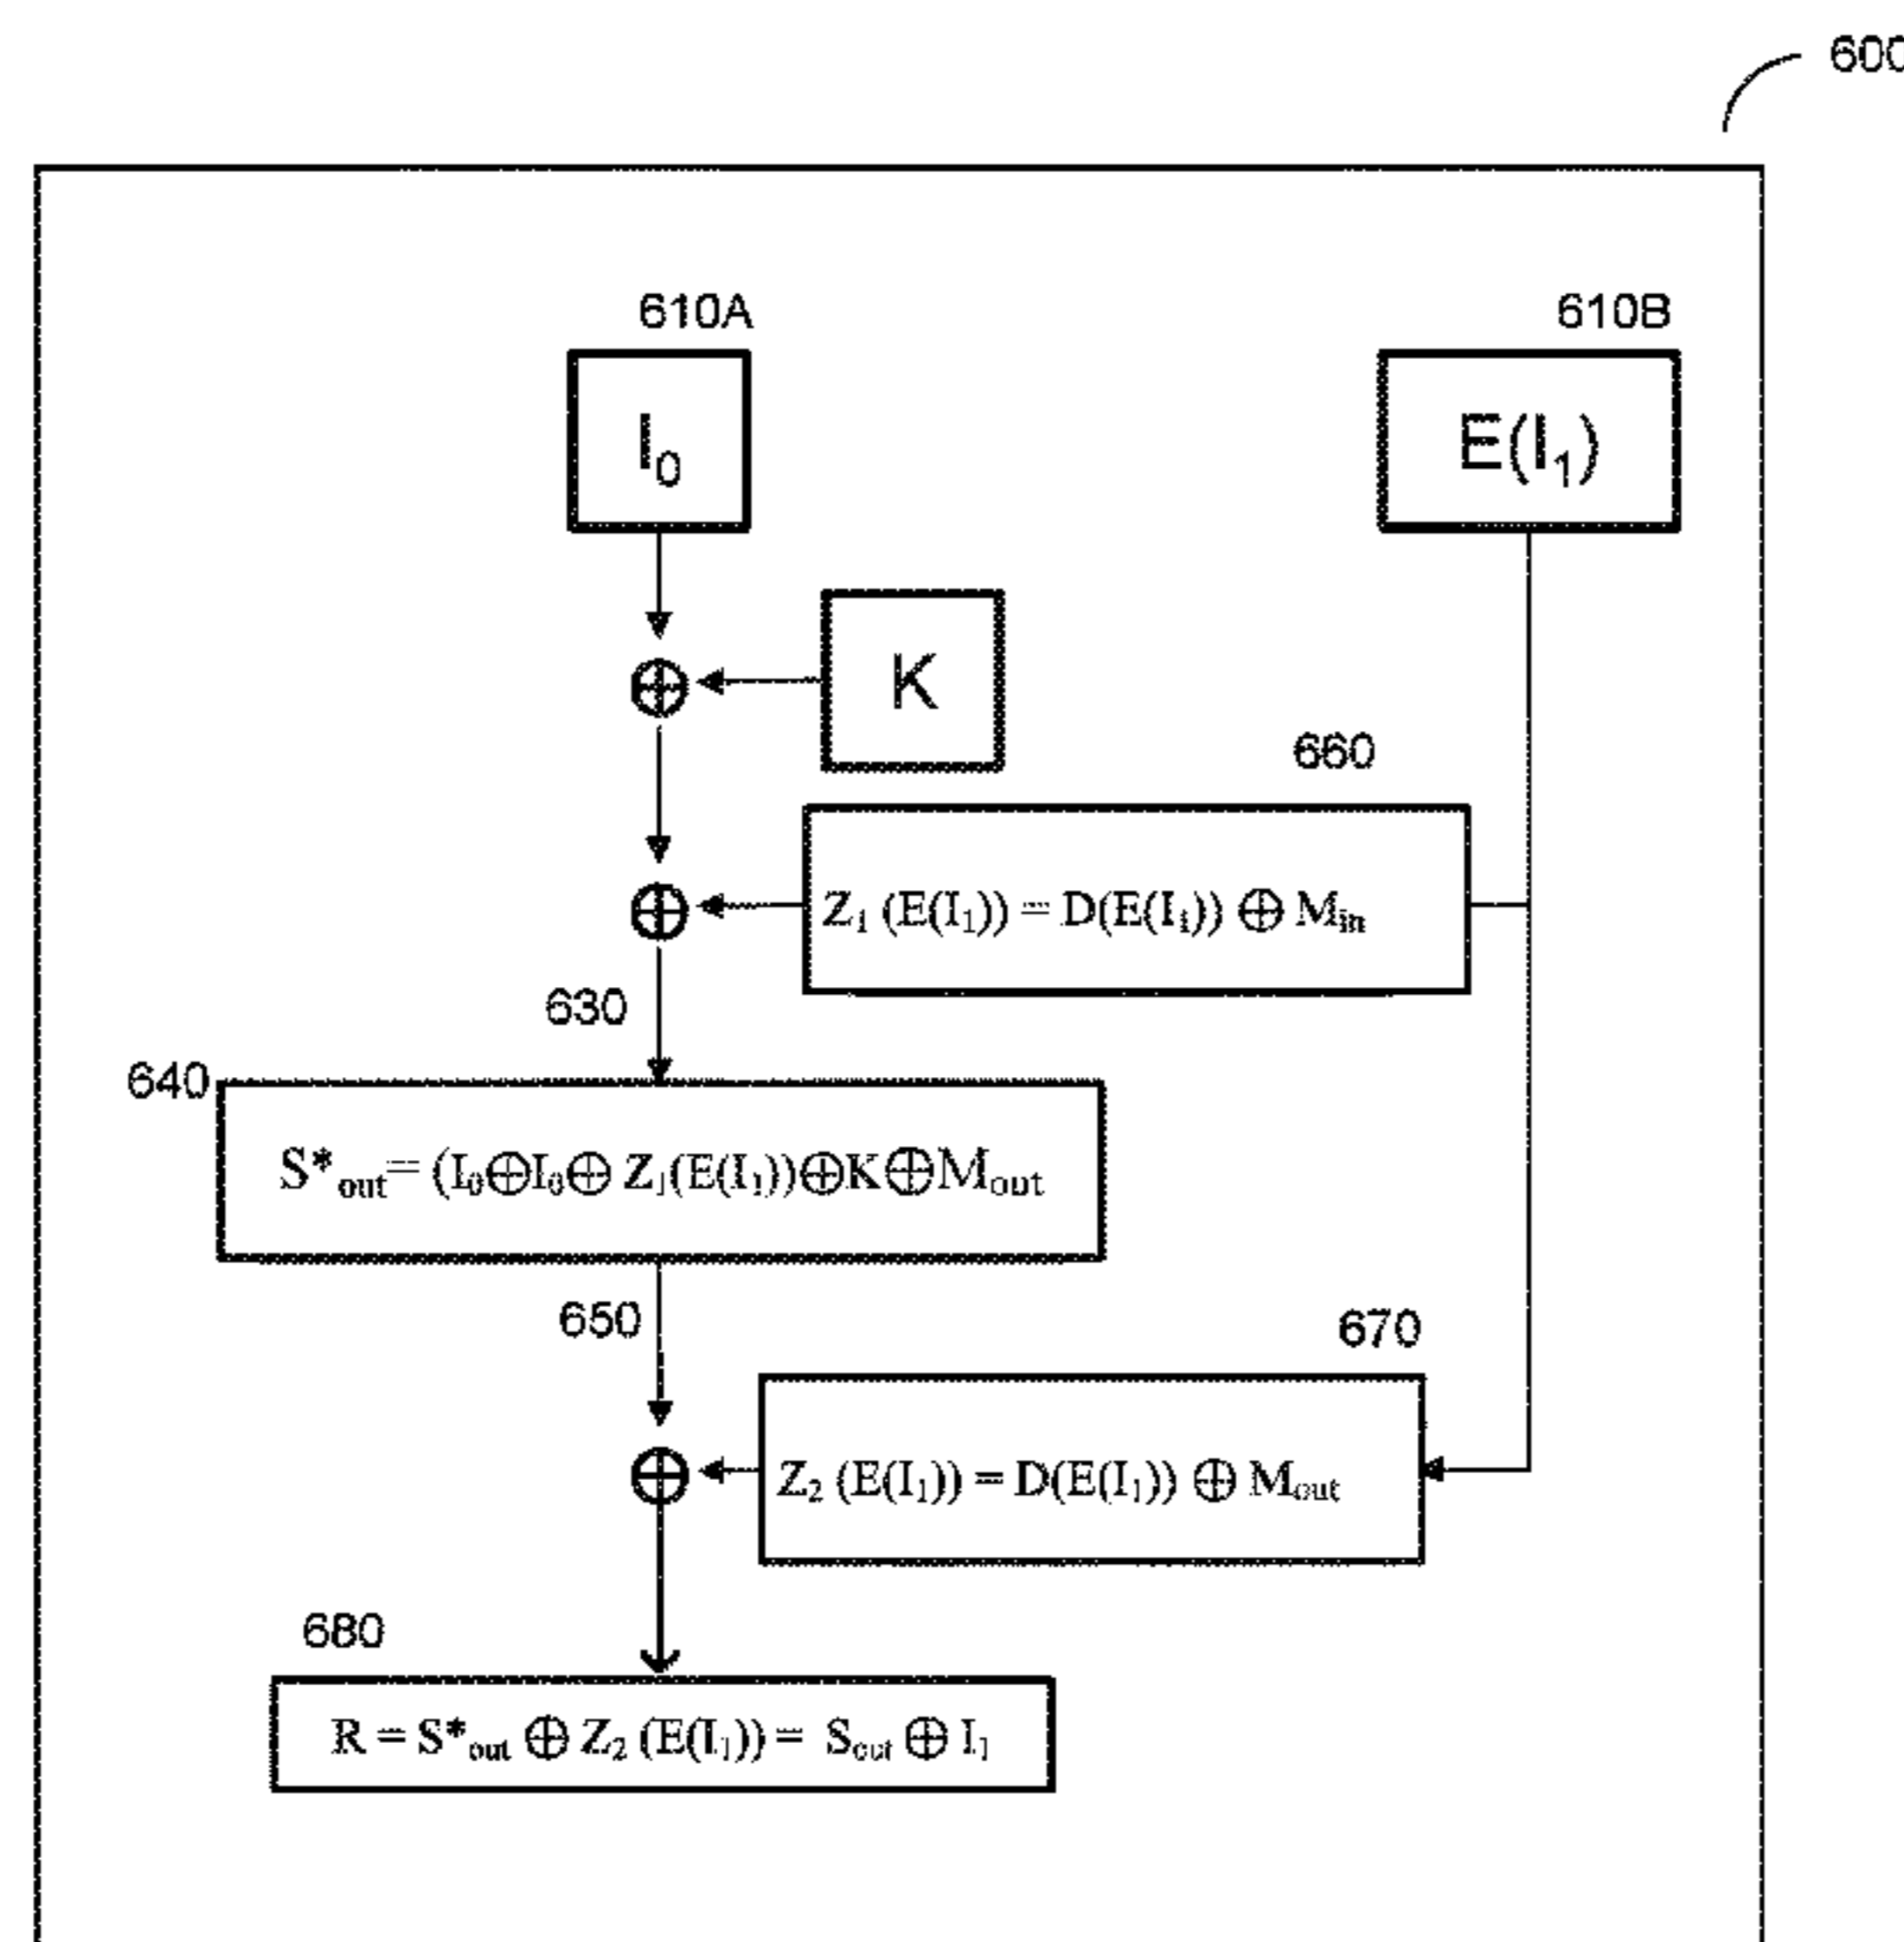 600
610A
610B
I₀
E(I₁)
K
660
Z₁ (E(I₁)) = D(E(I₁)) ⊕ Mᵢₙ
630
640
S*out= (I₀⊕I₀⊕ Z₁(E(I₁))⊕K⊕Mout
650
670
Z₂ (E(I₁)) = D(E(I₁)) ⊕ Mout
680
R = S*out ⊕ Z₂ (E(I₁)) = Sout ⊕ I₁